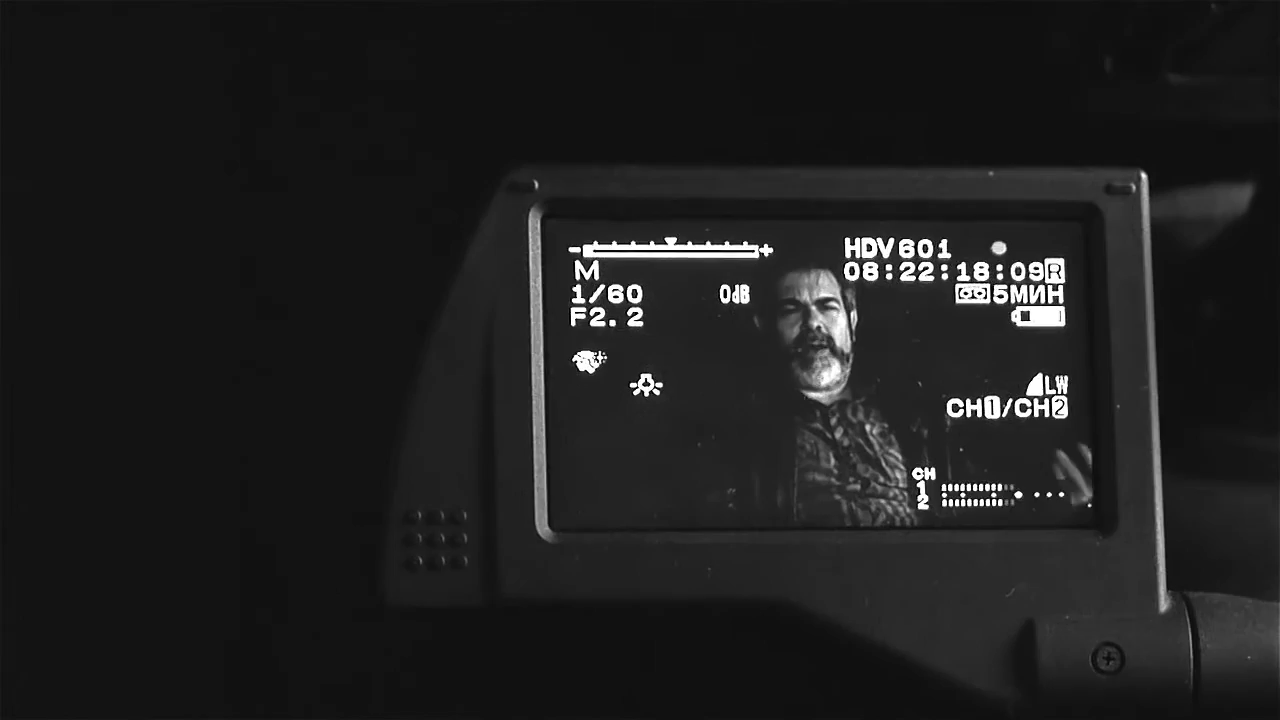 - +
M
1/60 0dB
F2.2
HDV601
08:22:18:09R
5МИН
LW
CH1/CH2
CH
1
2